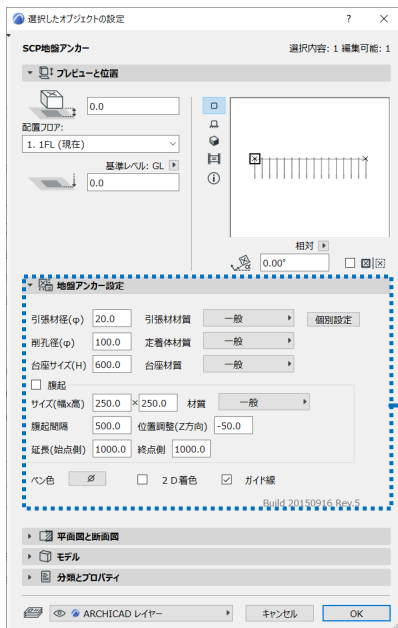 選択したオブジェクトの設定 ? ×
SCP地盤アンカー 選択内容: 1 編集可能: 1
プレビューと位置
0.0
配置フロア:
1. 1FL (現在)
基準レベル: GL
0.0
相対
0.00°
地盤アンカー設定
引張材径(φ) 20.0 引張材材質 一般 個別設定
削孔径(φ) 100.0 定着体材質 一般
台座サイズ(H) 600.0 台座材質 一般
腹起
サイズ(幅x高) 250.0 × 250.0 材質 一般
腹起間隔 500.0 位置調整(Z方向) -50.0
延長(始点側) 1000.0 終点側 1000.0
ペン色 2D着色 ガイド線
Build 20150916 Rev.5
平面図と断面図
モデル
分類とプロパティ
ARCHICAD レイヤー キャンセル OK